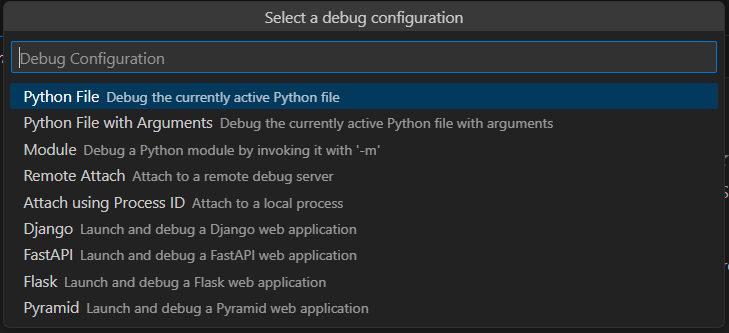 Select a debug configuration
Debug Configuration
Python File Debug the currently active Python file
Python File with Arguments Debug the currently active Python file with arguments
Module Debug a Python module by invoking it with '-m'
Remote Attach Attach to a remote debug server
Attach using Process ID Attach to a local process
Django Launch and debug a Django web application
FastAPI Launch and debug a FastAPI web application
Flask Launch and debug a Flask web application
Pyramid Launch and debug a Pyramid web application